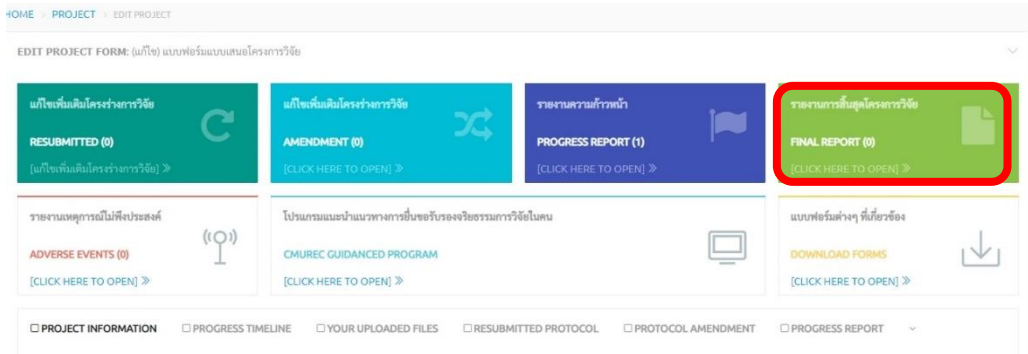 HOME > PROJECT > EDIT PROJECT
EDIT PROJECT FORM: (แก้ไข) แบบฟอร์มแบบเสนอโครงการวิจัย
แก้ไขเพิ่มเติมโครงร่างการวิจัย
RESUBMITTED (0)
[แก้ไขเพิ่มเติมโครงร่างการวิจัย] »
แก้ไขเพิ่มเติมโครงร่างการวิจัย
AMENDMENT (0)
[CLICK HERE TO OPEN] »
รายงานความก้าวหน้า
PROGRESS REPORT (1)
[CLICK HERE TO OPEN] »
รายงานการสิ้นสุดโครงการวิจัย
FINAL REPORT (0)
[CLICK HERE TO OPEN] »
รายงานเหตุการณ์ไม่พึงประสงค์
ADVERSE EVENTS (0)
[CLICK HERE TO OPEN] »
โปรแกรมแนะนำแนวทางการยื่นขอรับรองจริยธรรมการวิจัยในคน
CMUREC GUIDANCED PROGRAM
[CLICK HERE TO OPEN] »
แบบฟอร์มต่างๆ ที่เกี่ยวข้อง
DOWNLOAD FORMS
[CLICK HERE TO OPEN] »
PROJECT INFORMATION PROGRESS TIMELINE YOUR UPLOADED FILES RESUBMITTED PROTOCOL PROTOCOL AMENDMENT PROGRESS REPORT